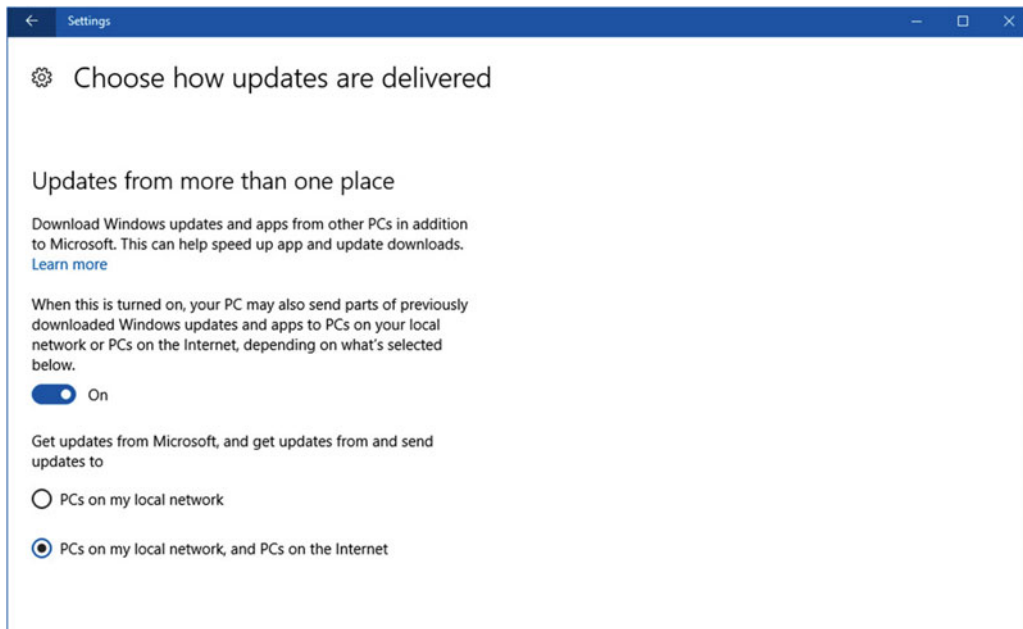 Settings
Choose how updates are delivered
Updates from more than one place
Download Windows updates and apps from other PCs in addition
to Microsoft. This can help speed up app and update downloads.
Learn more
When this is turned on, your PC may also send parts of previously
downloaded Windows updates and apps to PCs on your local
network or PCs on the Internet, depending on what's selected
below.
On
Get updates from Microsoft, and get updates from and send
updates to
PCs on my local network
PCs on my local network, and PCs on the Internet